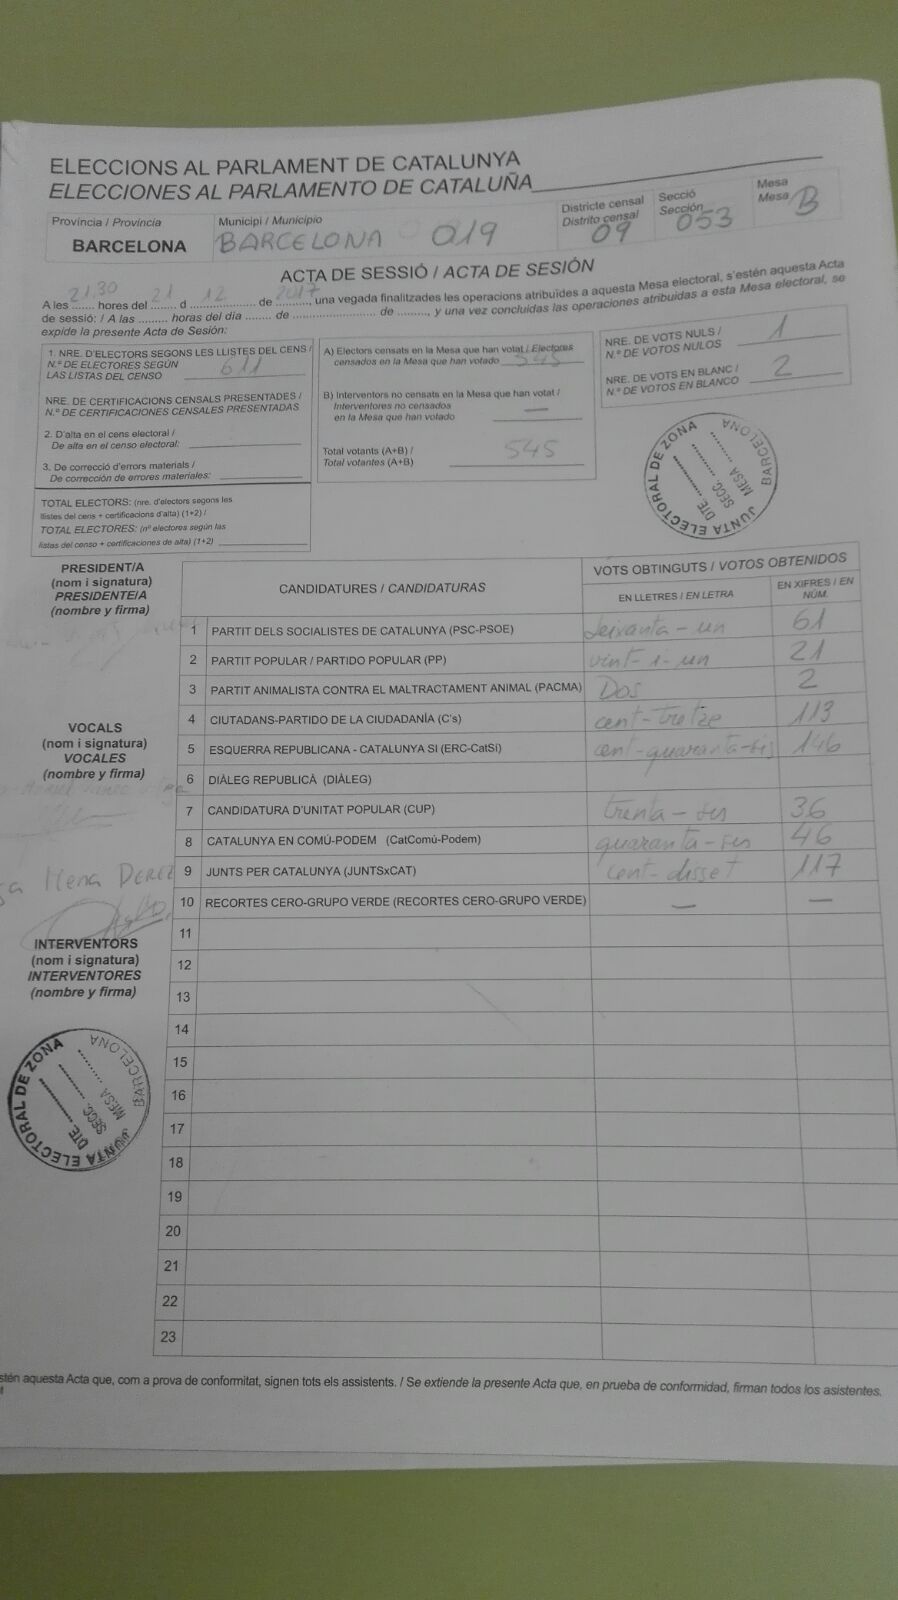 ELECCIONS AL PARLAMENT DE CATALUNYA
ELECCIONES AL PARLAMENTO DE CATALUÑA
Província / Provincia
BARCELONA
Municipi / Municipio
BARCELONA 019
Districte censal
Distrito censal
09
Secció
Sección
053
Mesa
Mesa
B
ACTA DE SESSIÓ / ACTA DE SESIÓN
A les 21.30 hores del 21 d 12 de 2017, una vegada finalitzades les operacions atribuïdes a aquesta Mesa electoral, s'estén aquesta Acta
de sessió: / A las ......... horas del día ........ de ........................ de ........., y una vez concluidas las operaciones atribuidas a esta Mesa electoral, se
expide la presente Acta de Sesión:
1. NRE. D'ELECTORS SEGONS LES LLISTES DEL CENS /
N.º DE ELECTORES SEGÚN
LAS LISTAS DEL CENSO 611
NRE. DE CERTIFICACIONS CENSALS PRESENTADES /
N.º DE CERTIFICACIONES CENSALES PRESENTADAS
2. D'alta en el cens electoral /
De alta en el censo electoral:
3. De correcció d'errors materials /
De corrección de errores materiales:
TOTAL ELECTORS: (nre. d'electors segons les
llistes del cens + certificacions d'alta) (1+2) /
TOTAL ELECTORES: (nº electores según las
listas del censo + certificaciones de alta) (1+2)
A) Electors censats en la Mesa que han votat / Electores
censados en la Mesa que han votado 545
B) Interventors no censats en la Mesa que han votat /
Interventores no censados
en la Mesa que han votado —
Total votants (A+B) /
Total votantes (A+B) 545
NRE. DE VOTS NULS /
N.º DE VOTOS NULOS 1
NRE. DE VOTS EN BLANC /
N.º DE VOTOS EN BLANCO 2
JUNTA ELECTORAL DE ZONA
BARCELONA
DTE.
SECC.
MESA
PRESIDENT/A
(nom i signatura)
PRESIDENTE/A
(nombre y firma)
VOCALS
(nom i signatura)
VOCALES
(nombre y firma)
Mena
INTERVENTORS
(nom i signatura)
INTERVENTORES
(nombre y firma)
JUNTA ELECTORAL DE ZONA
BARCELONA
DTE.
SECC.
MESA
CANDIDATURES / CANDIDATURAS
VOTS OBTINGUTS / VOTOS OBTENIDOS
EN LLETRES / EN LETRA
EN XIFRES / EN NÚM.
1 PARTIT DELS SOCIALISTES DE CATALUNYA (PSC-PSOE) Seixanta-un 61
2 PARTIT POPULAR / PARTIDO POPULAR (PP) vint-i-un 21
3 PARTIT ANIMALISTA CONTRA EL MALTRACTAMENT ANIMAL (PACMA) Dos 2
4 CIUTADANS-PARTIDO DE LA CIUDADANÍA (C's) cent-tretze 113
5 ESQUERRA REPUBLICANA - CATALUNYA SI (ERC-CatSí) cent-quaranta-sis 146
6 DIÀLEG REPUBLICÀ (DIÀLEG)
7 CANDIDATURA D'UNITAT POPULAR (CUP) trenta-sis 36
8 CATALUNYA EN COMÚ-PODEM (CatComú-Podem) quaranta-sis 46
9 JUNTS PER CATALUNYA (JUNTSxCAT) cent-disset 117
10 RECORTES CERO-GRUPO VERDE (RECORTES CERO-GRUPO VERDE) — —
11
12
13
14
15
16
17
18
19
20
21
22
23
stén aquesta Acta que, com a prova de conformitat, signen tots els assistents. / Se extiende la presente Acta que, en prueba de conformidad, firman todos los asistentes.